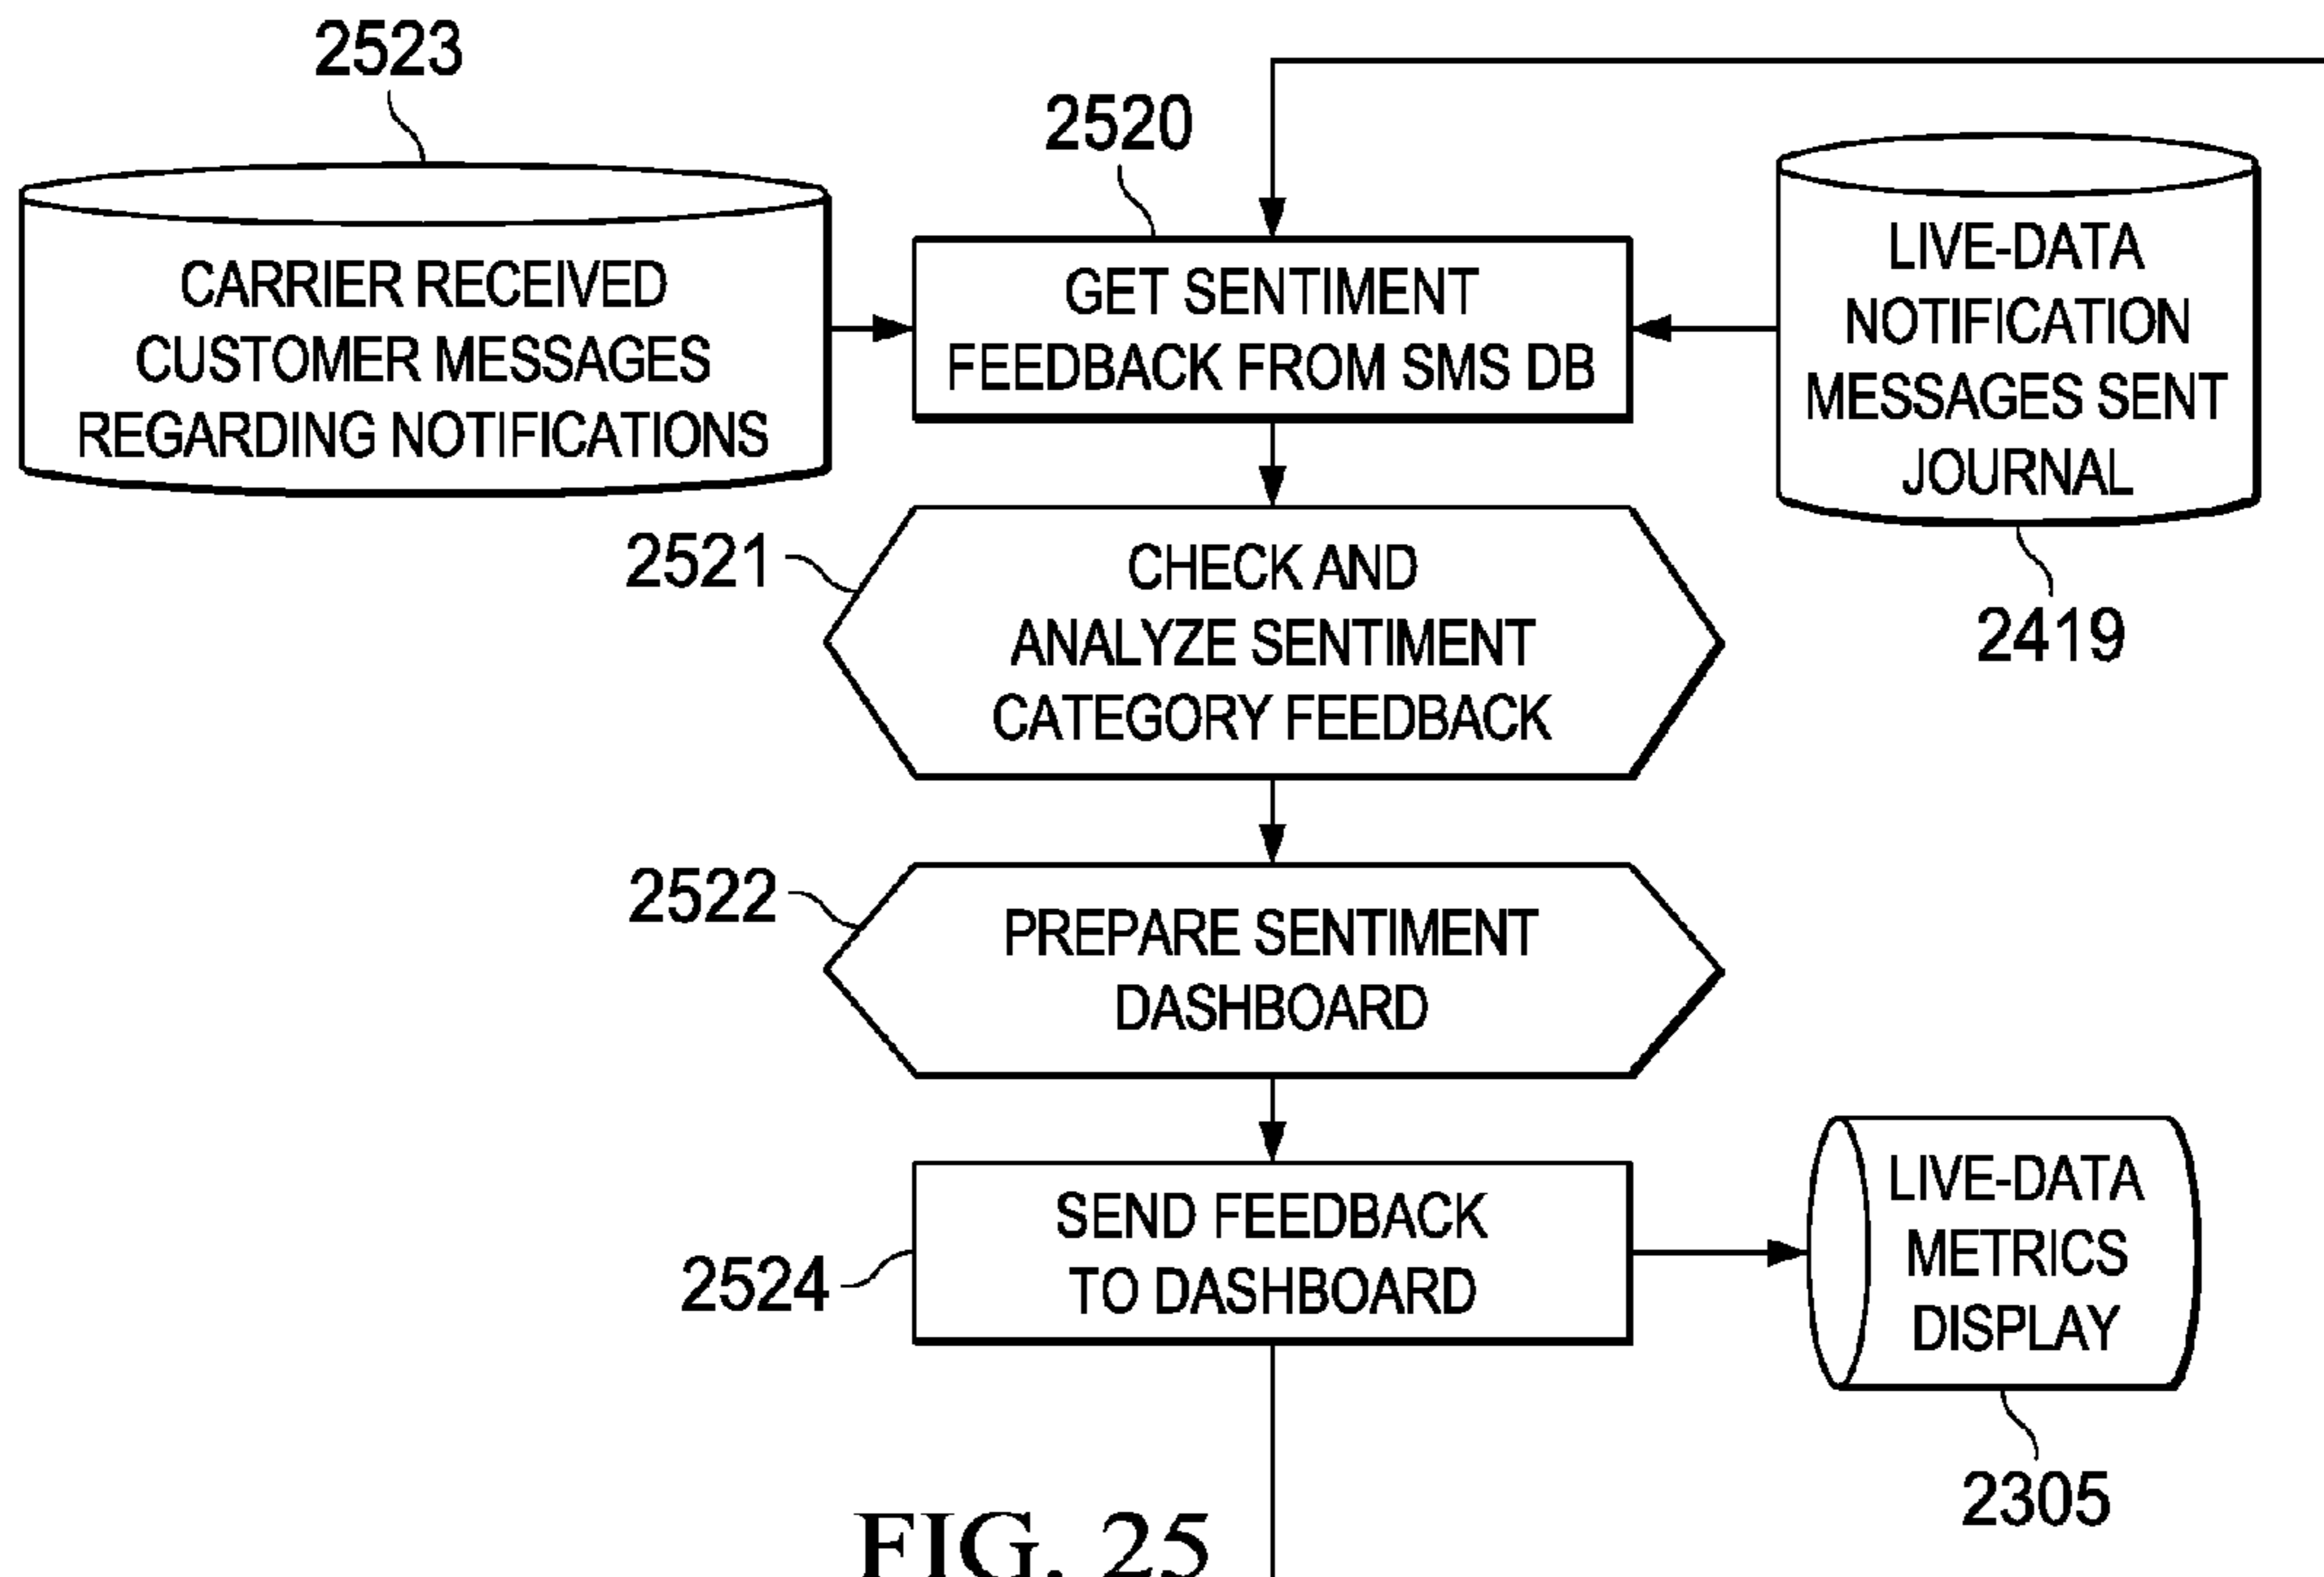 2523
CARRIER RECEIVED
CUSTOMER MESSAGES
REGARDING NOTIFICATIONS
2520
GET SENTIMENT
FEEDBACK FROM SMS DB
LIVE-DATA
NOTIFICATION
MESSAGES SENT
JOURNAL
2419
2521
CHECK AND
ANALYZE SENTIMENT
CATEGORY FEEDBACK
2522
PREPARE SENTIMENT
DASHBOARD
2524
SEND FEEDBACK
TO DASHBOARD
LIVE-DATA
METRICS
DISPLAY
2305
FIG. 25